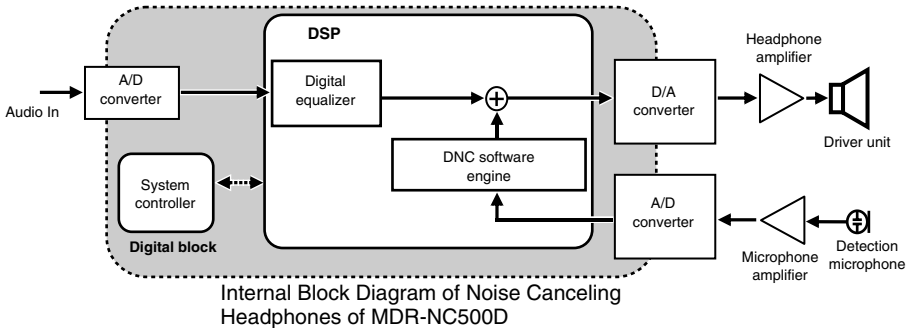 DSP
Headphone
amplifier
A/D
converter
Digital
equalizer
D/A
converter
Audio In
Driver unit
DNC software
engine
System
controller
A/D
converter
Digital block
Microphone
amplifier
Detection
microphone
Internal Block Diagram of Noise Canceling
Headphones of MDR-NC500D